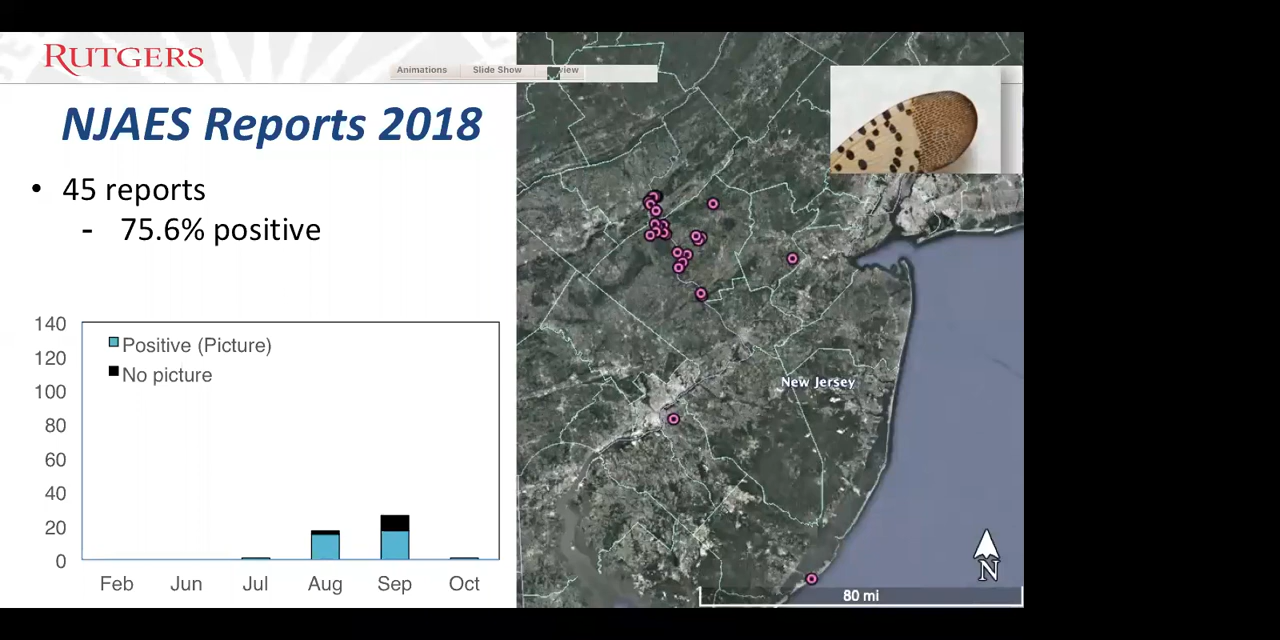 RUTGERS
Animations Slide Show
NJAES Reports 2018
• 45 reports
- 75.6% positive
140
120
100
80
60
40
20
0
Positive (Picture)
No picture
Feb Jun Jul Aug Sep Oct
New Jersey
N
80 mi